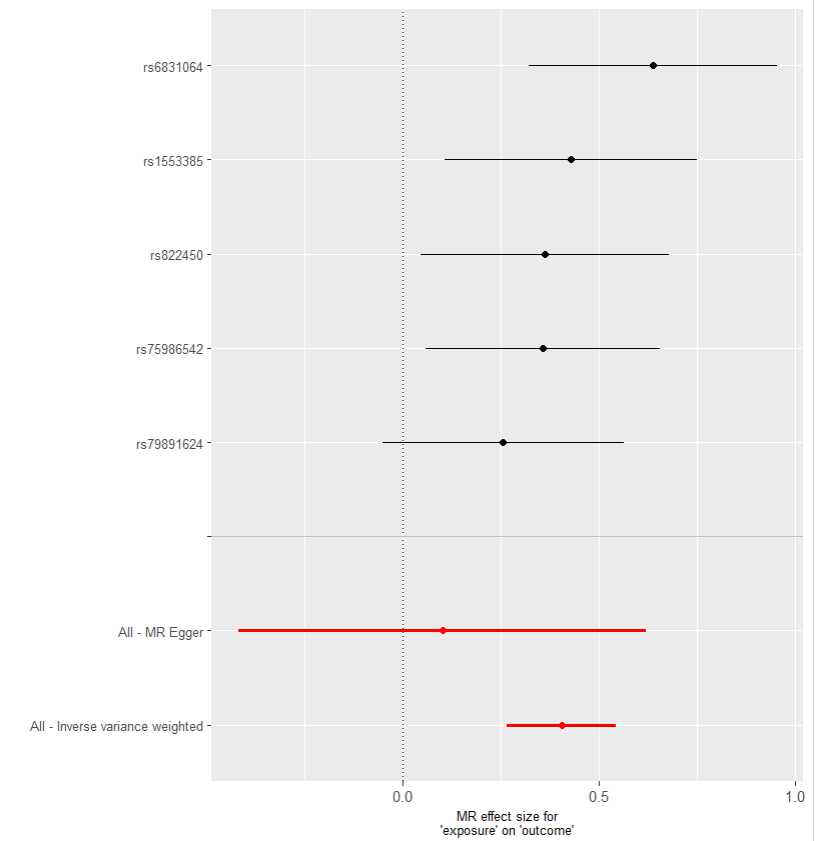 rs6831064
rs1553385
rs822450
rs75986542
rs79891624
All - MR Egger
All - Inverse variance weighted
0.0 0.5 1.0
MR effect size for
'exposure' on 'outcome'